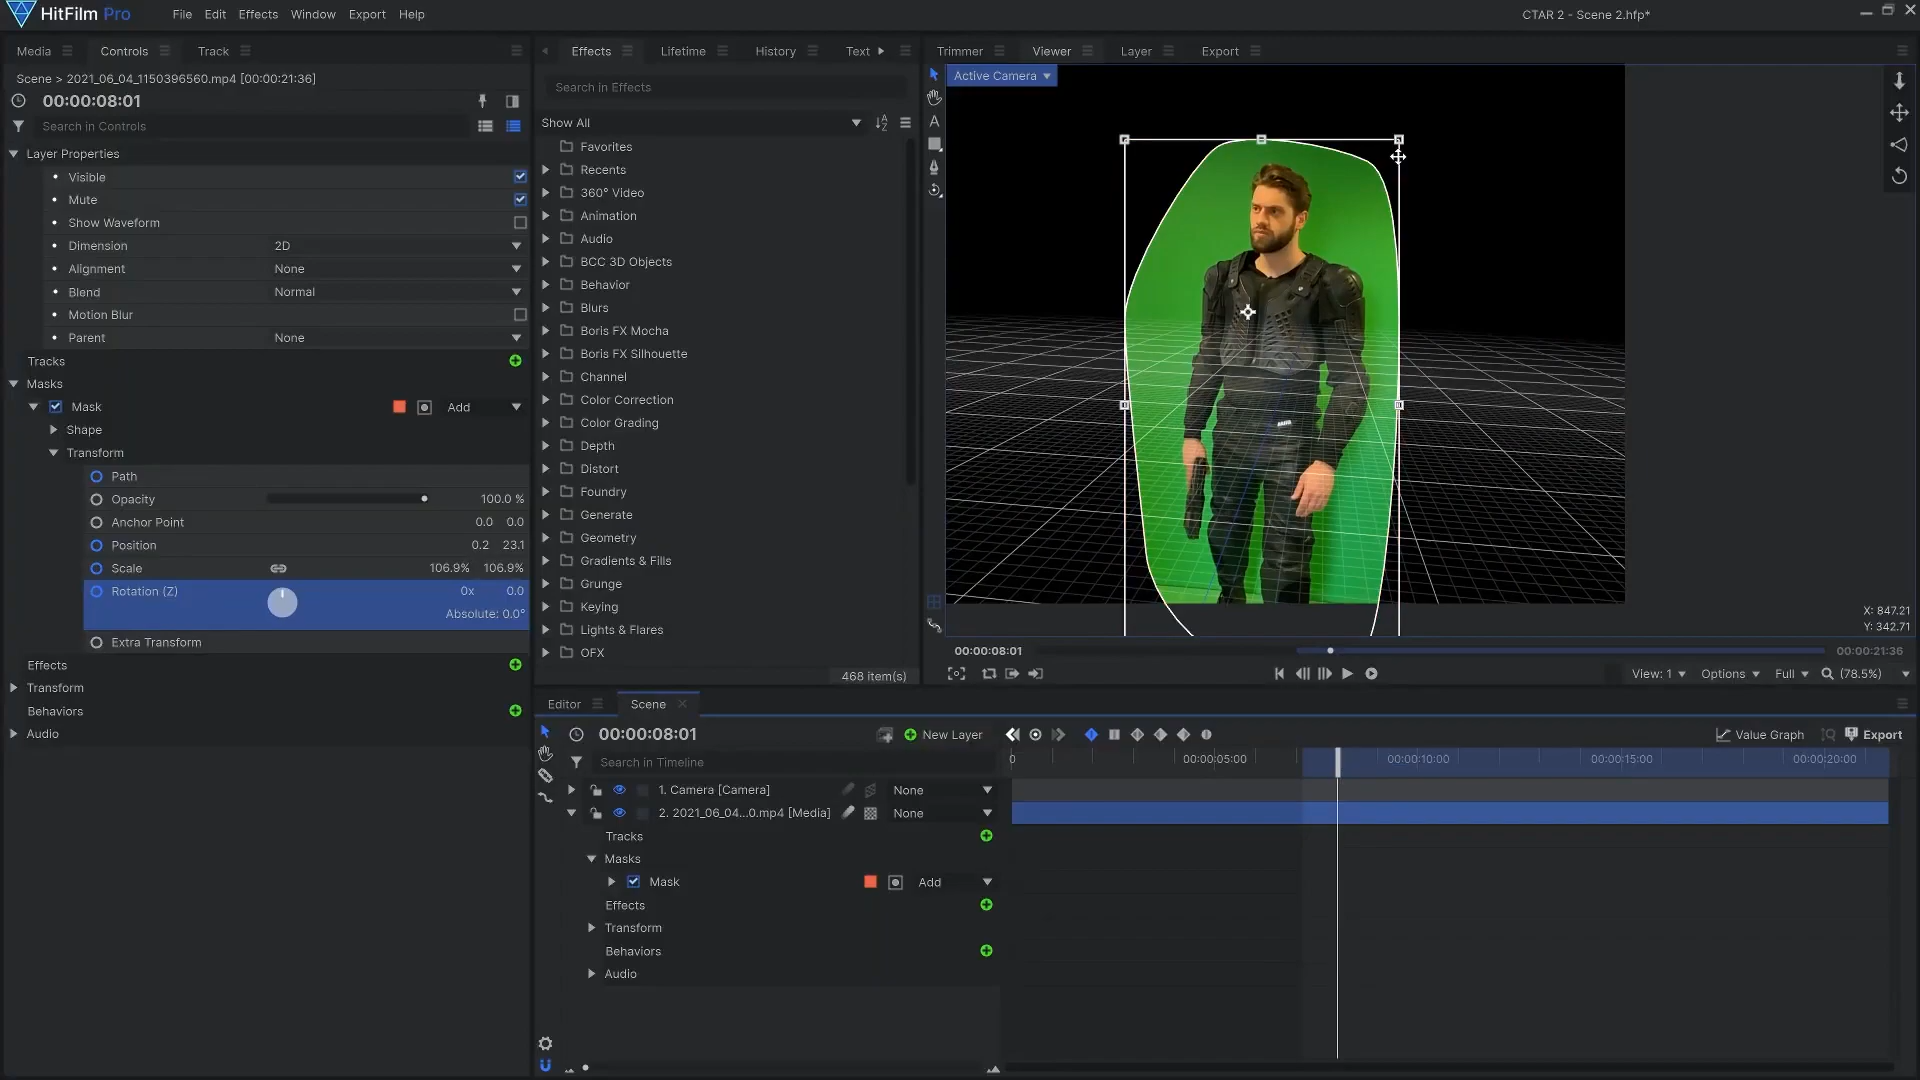 HitFilm Pro
File Edit Effects Window Export Help
CTAR 2 - Scene 2.hfp*
Media
Controls
Track
Scene > 2021_06_04_1150396560.mp4 [00:00:21:36]
00:00:08:01
Search in Controls
Layer Properties
Visible
Mute
Show Waveform
Dimension 2D
Alignment None
Blend Normal
Motion Blur
Parent None
Tracks
Masks
Mask Add
Shape
Transform
Path
Opacity 100.0 %
Anchor Point 0.0 0.0
Position 0.2 23.1
Scale 106.9% 106.9%
Rotation (Z) 0x 0.0
Absolute: 0.0°
Extra Transform
Effects
Transform
Behaviors
Audio
Effects
Lifetime
History
Text
Search in Effects
Show All
Favorites
Recents
360° Video
Animation
Audio
BCC 3D Objects
Behavior
Blurs
Boris FX Mocha
Boris FX Silhouette
Channel
Color Correction
Color Grading
Depth
Distort
Foundry
Generate
Geometry
Gradients & Fills
Grunge
Keying
Lights & Flares
OFX
468 item(s)
Trimmer
Viewer
Layer
Export
Active Camera
A
X: 847.21
Y: 342.71
00:00:08:01
00:00:21:36
View: 1 Options Full (78.5%)
Editor
Scene
00:00:08:01
New Layer
Value Graph
Export
Search in Timeline
0 00:00:05:00 00:00:10:00 00:00:15:00 00:00:20:00
1. Camera [Camera] None
2. 2021_06_04...0.mp4 [Media] None
Tracks
Masks
Mask Add
Effects
Transform
Behaviors
Audio